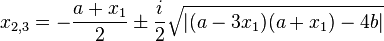 x_{2,3} = -\frac{a + x_1}{2} \pm \frac{i}{2} \sqrt{|(a - 3x_1)(a + x_1) - 4b|}